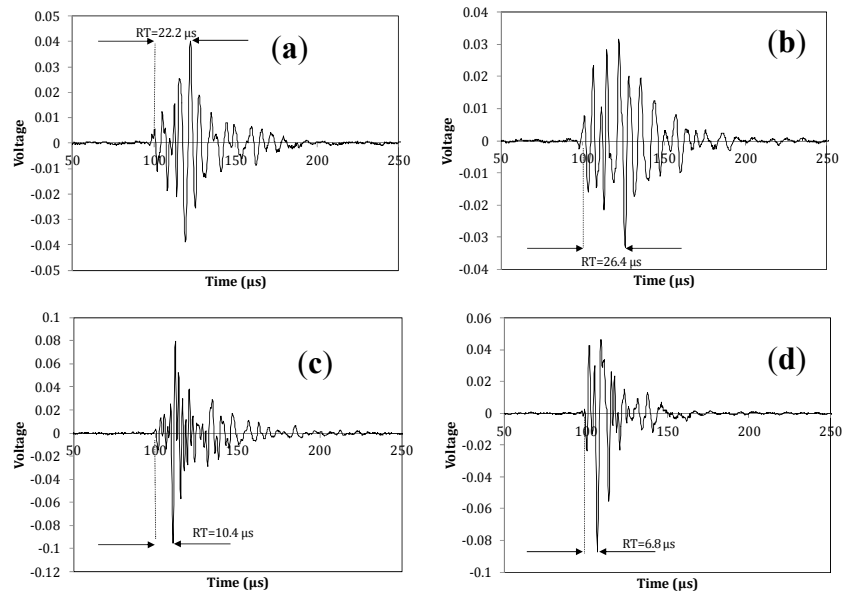 0.05
0.04
0.03
0.02
0.01
0
-0.01
-0.02
-0.03
-0.04
-0.05
Voltage
RT=22.2 μs
(a)
50 100 150 200 250
Time (μs)
0.04
0.03
0.02
0.01
0
-0.01
-0.02
-0.03
-0.04
Voltage
(b)
50 100 150 200 250
RT=26.4 μs
Time (μs)
0.1
0.08
0.06
0.04
0.02
0
-0.02
-0.04
-0.06
-0.08
-0.1
-0.12
Voltage
(c)
50 100 150 200 250
RT=10.4 μs
Time (μs)
0.06
0.04
0.02
0
-0.02
-0.04
-0.06
-0.08
-0.1
Voltage
(d)
50 100 150 200 250
RT=6.8 μs
Time (μs)